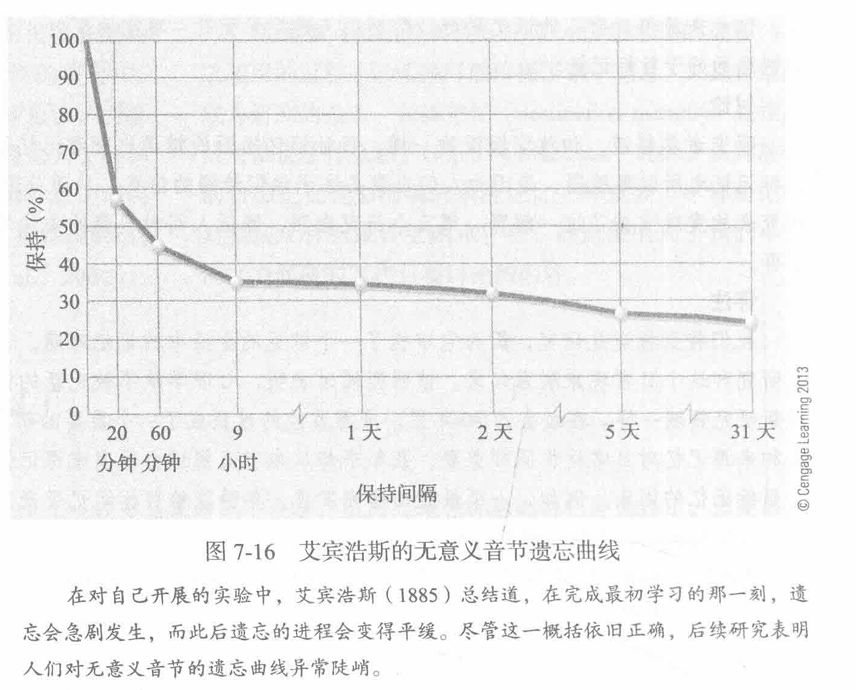 100
90
80
70
60
50
40
30
20
10
0
保持（%）
20 60 9 1 天 2 天 5 天 31 天
分钟 分钟 小时
保持间隔
© Cengage Learning 2013
图 7-16 艾宾浩斯的无意义音节遗忘曲线
在对自己开展的实验中，艾宾浩斯（1885）总结道，在完成最初学习的那一刻，遗
忘会急剧发生，而此后遗忘的进程会变得平缓。尽管这一概括依旧正确，后续研究表明
人们对无意义音节的遗忘曲线异常陡峭。